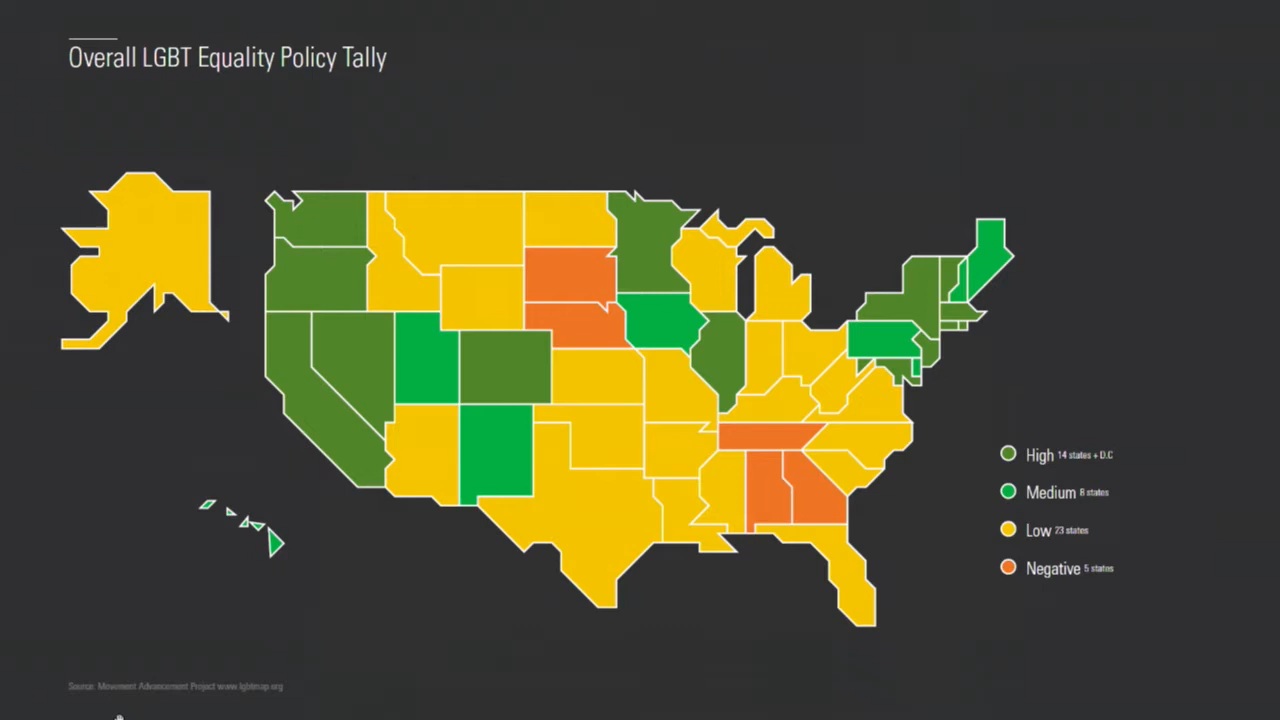 Overall LGBT Equality Policy Tally
High 14 states + D.C
Medium 8 states
Low 23 states
Negative 5 states
Source: Movement Advancement Project www.lgbtmap.org